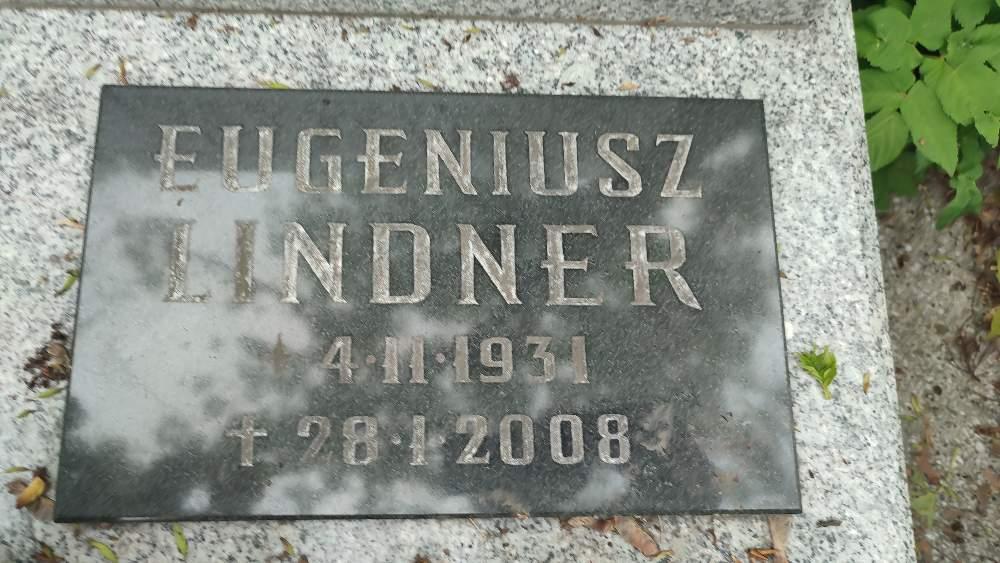 EUGENIUSZ
LINDNER
★ 4·11·1931
† 28·1·2008